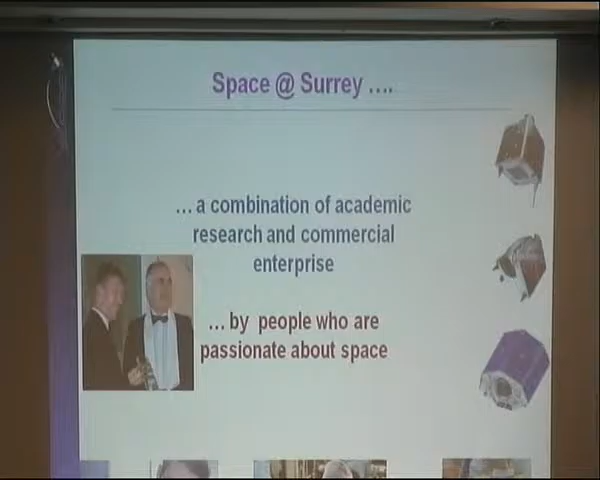 Space @ Surrey ....
... a combination of academic
research and commercial
enterprise
... by people who are
passionate about space